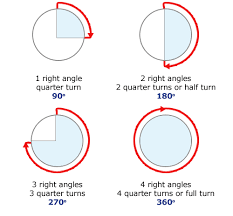 1 right angle
quarter turn
90°
2 right angles
2 quarter turns or half turn
180°
3 right angles
3 quarter turns
270°
4 right angles
4 quarter turns or full turn
360°